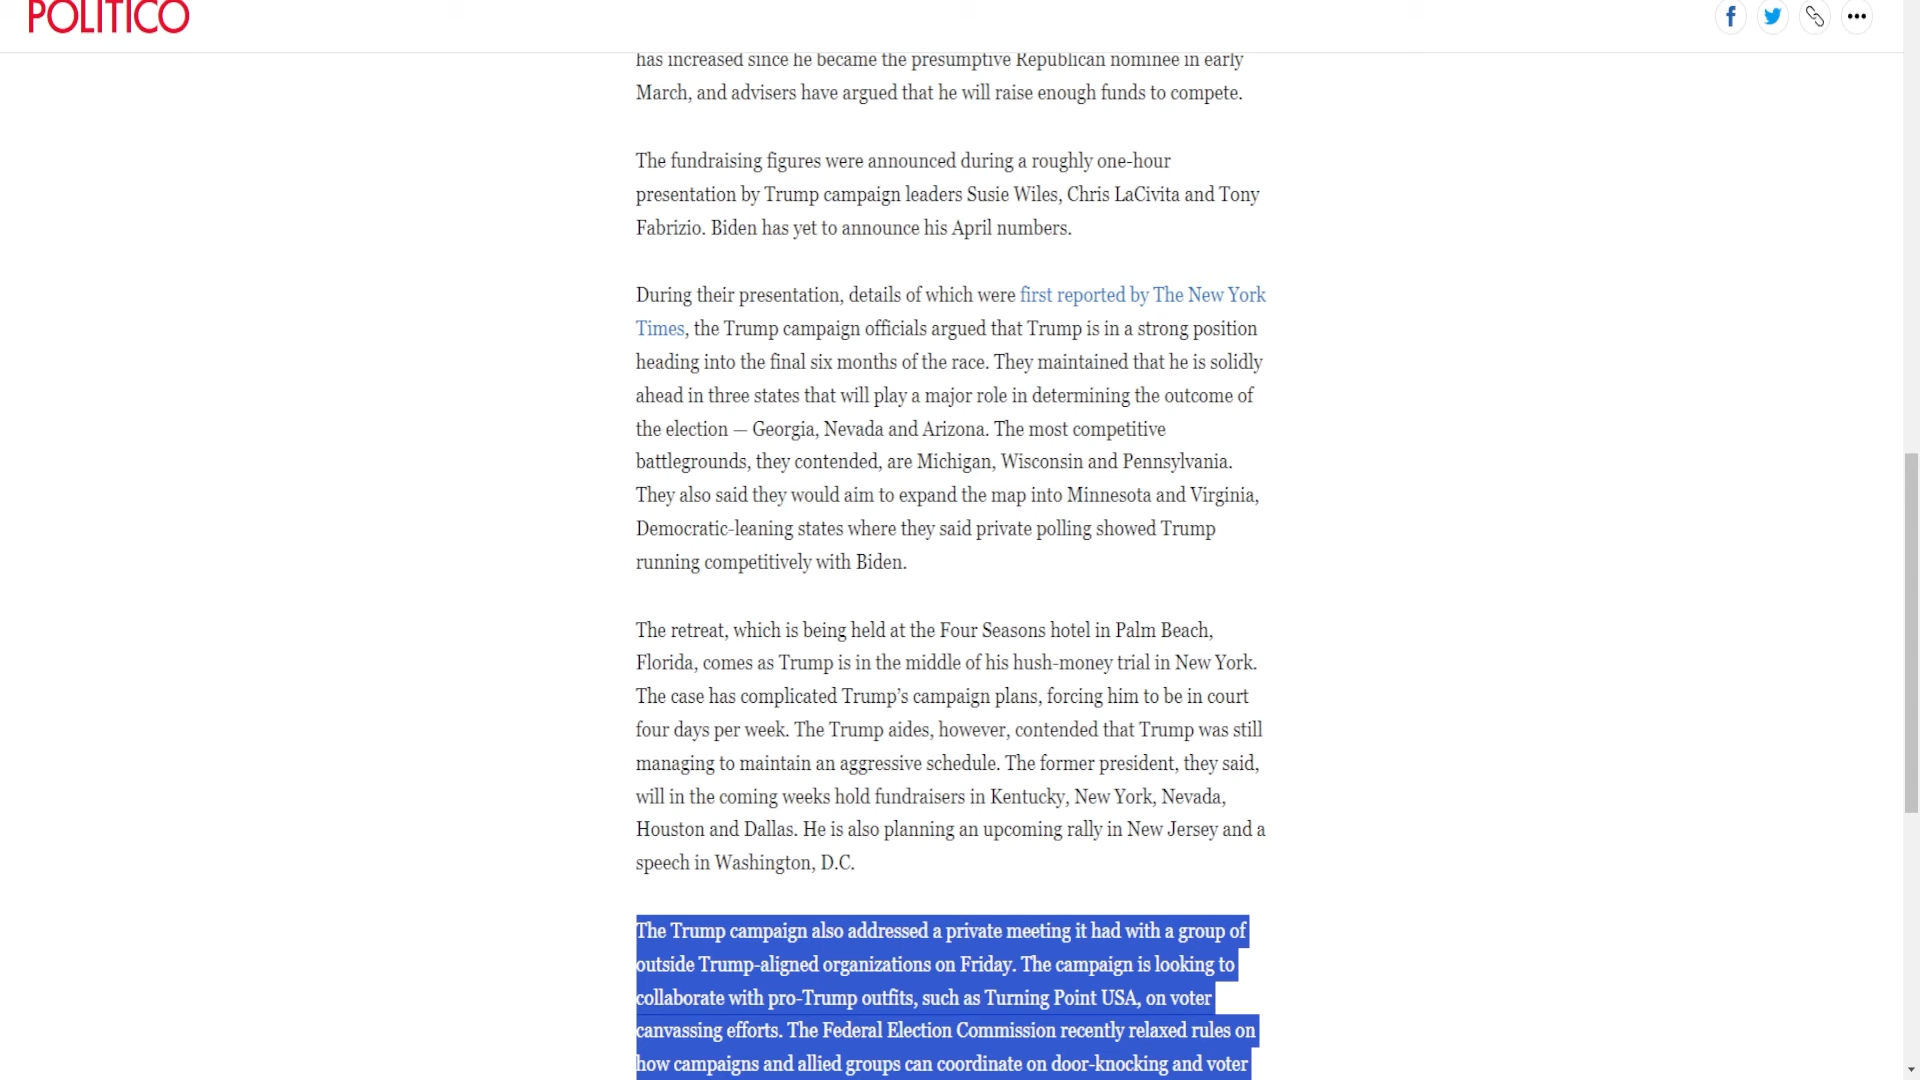 POLITICO
has increased since he became the presumptive Republican nominee in early
March, and advisers have argued that he will raise enough funds to compete.
The fundraising figures were announced during a roughly one-hour
presentation by Trump campaign leaders Susie Wiles, Chris LaCivita and Tony
Fabrizio. Biden has yet to announce his April numbers.
During their presentation, details of which were first reported by The New York
Times, the Trump campaign officials argued that Trump is in a strong position
heading into the final six months of the race. They maintained that he is solidly
ahead in three states that will play a major role in determining the outcome of
the election — Georgia, Nevada and Arizona. The most competitive
battlegrounds, they contended, are Michigan, Wisconsin and Pennsylvania.
They also said they would aim to expand the map into Minnesota and Virginia,
Democratic-leaning states where they said private polling showed Trump
running competitively with Biden.
The retreat, which is being held at the Four Seasons hotel in Palm Beach,
Florida, comes as Trump is in the middle of his hush-money trial in New York.
The case has complicated Trump’s campaign plans, forcing him to be in court
four days per week. The Trump aides, however, contended that Trump was still
managing to maintain an aggressive schedule. The former president, they said,
will in the coming weeks hold fundraisers in Kentucky, New York, Nevada,
Houston and Dallas. He is also planning an upcoming rally in New Jersey and a
speech in Washington, D.C.
The Trump campaign also addressed a private meeting it had with a group of
outside Trump-aligned organizations on Friday. The campaign is looking to
collaborate with pro-Trump outfits, such as Turning Point USA, on voter
canvassing efforts. The Federal Election Commission recently relaxed rules on
how campaigns and allied groups can coordinate on door-knocking and voter